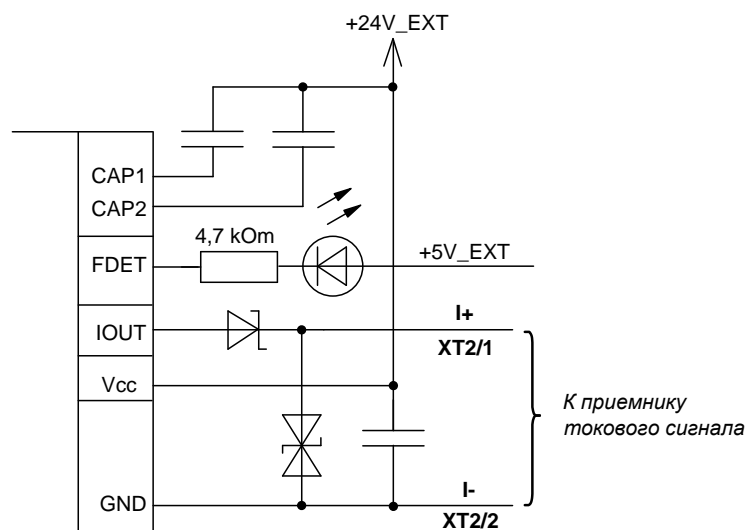 +24V_EXT
CAP1
CAP2
4,7 kOm
FDET
+5V_EXT
IOUT
I+
XT2/1
Vcc
К приемнику
токового сигнала
GND
I-
XT2/2